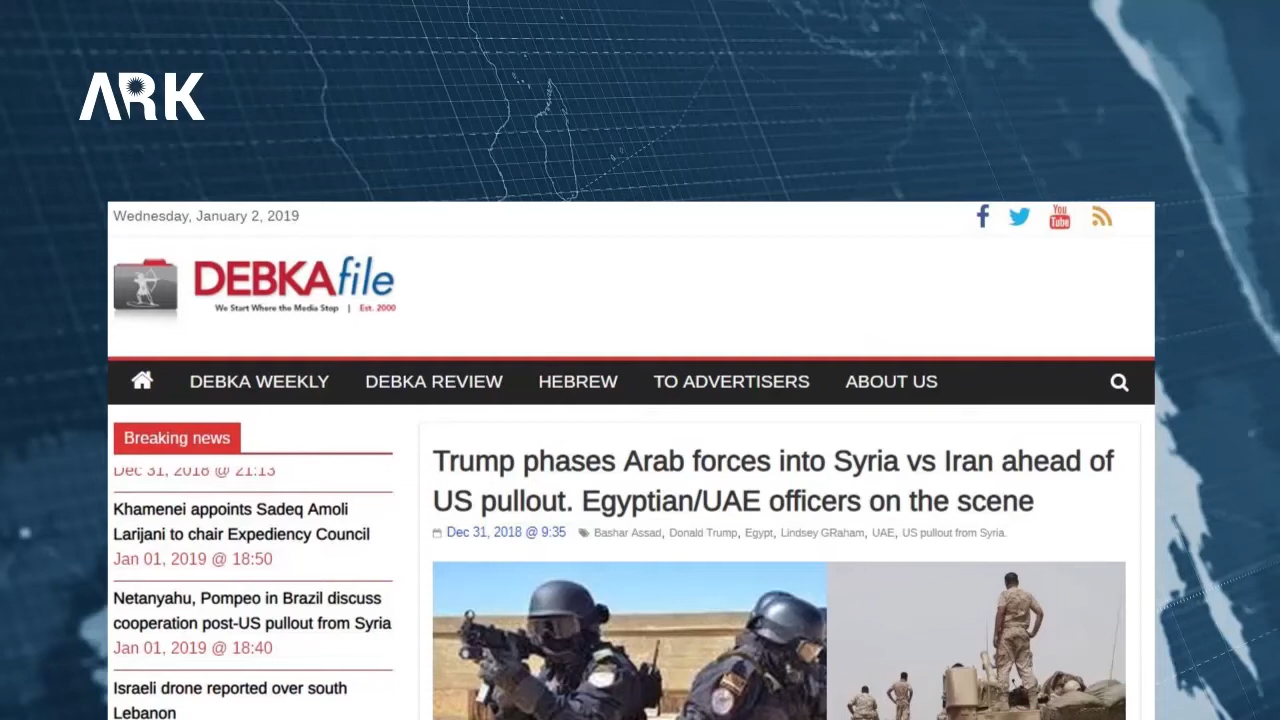 ARK
Wednesday, January 2, 2019
You
Tube
DEBKAfile
We Start Where the Media Stop | Est. 2000
DEBKA WEEKLY DEBKA REVIEW HEBREW TO ADVERTISERS ABOUT US
Breaking news
Dec 31, 2018 @ 21:13
Khamenei appoints Sadeq Amoli
Larijani to chair Expediency Council
Jan 01, 2019 @ 18:50
Netanyahu, Pompeo in Brazil discuss
cooperation post-US pullout from Syria
Jan 01, 2019 @ 18:40
Israeli drone reported over south
Lebanon
Trump phases Arab forces into Syria vs Iran ahead of
US pullout. Egyptian/UAE officers on the scene
Dec 31, 2018 @ 9:35 Bashar Assad, Donald Trump, Egypt, Lindsey GRaham, UAE, US pullout from Syria.